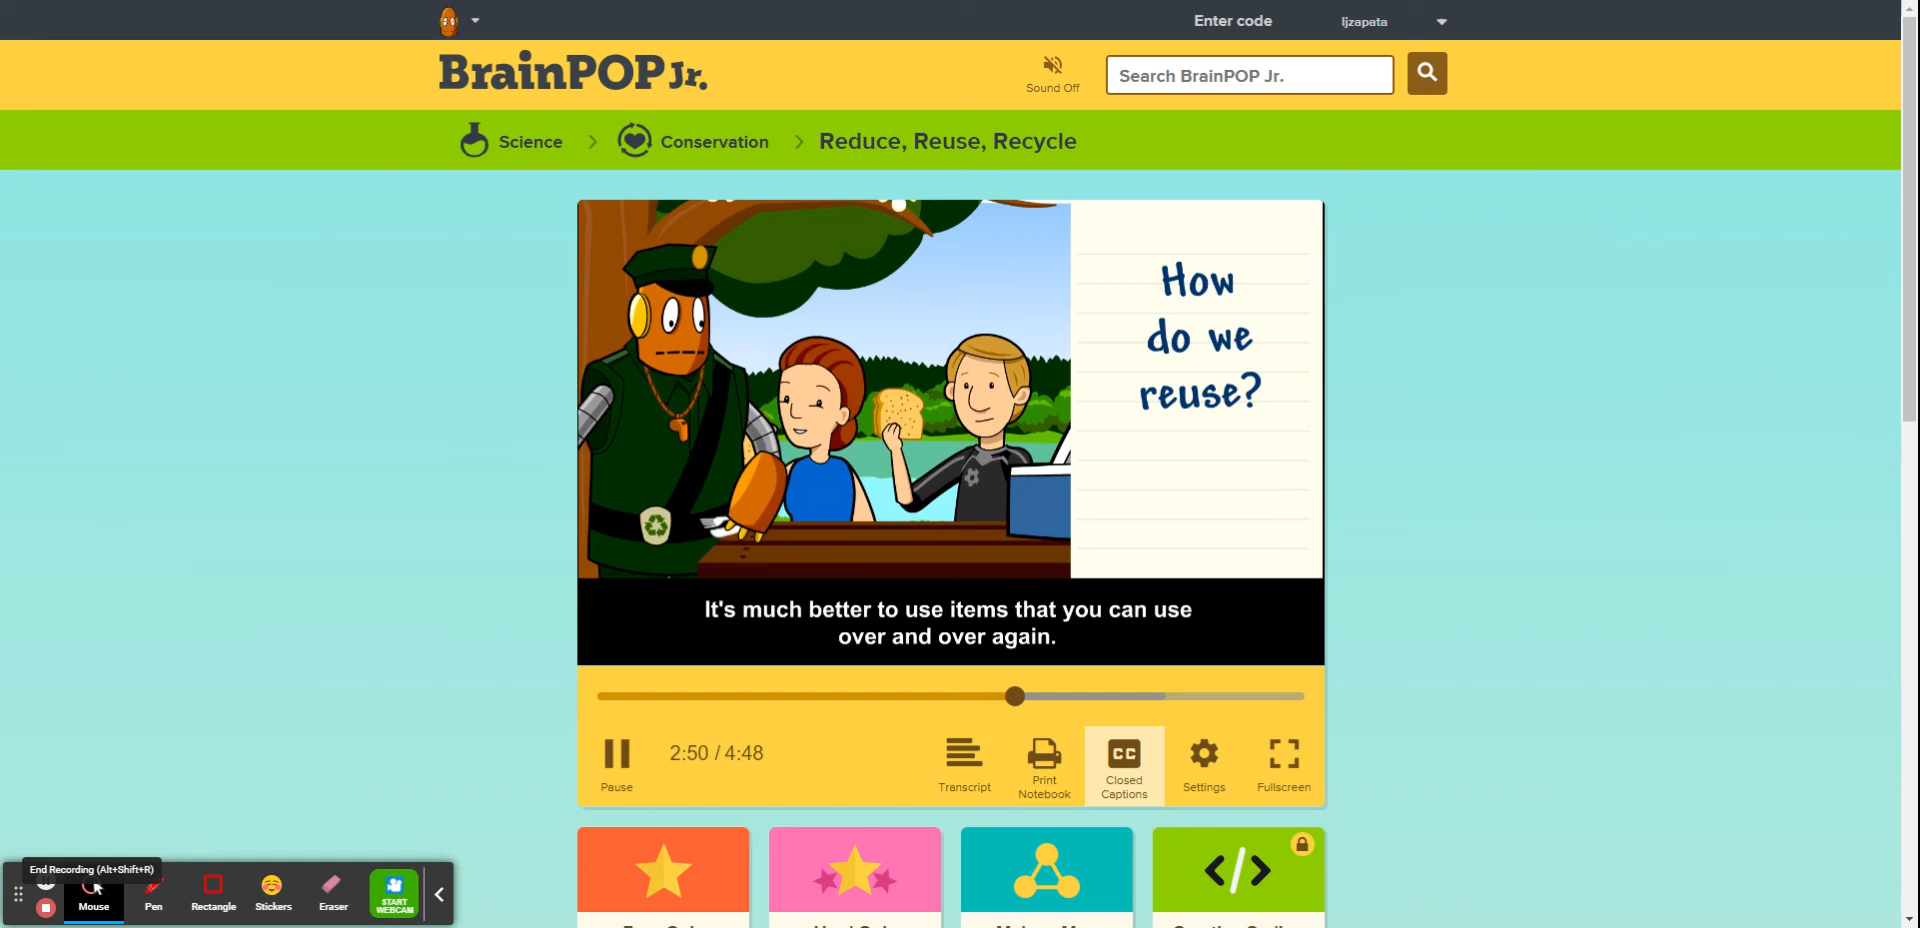 Enter code
ljzapata
BrainPOP Jr.
Sound Off
Search BrainPOP Jr.
Science
Conservation
Reduce, Reuse, Recycle
How
do we
reuse?
It's much better to use items that you can use
over and over again.
2:50 / 4:48
Pause
Transcript
Print
Notebook
CC
Closed
Captions
Settings
Fullscreen
End Recording (Alt+Shift+R)
Mouse
Pen
Rectangle
Stickers
Eraser
START
WEBCAM